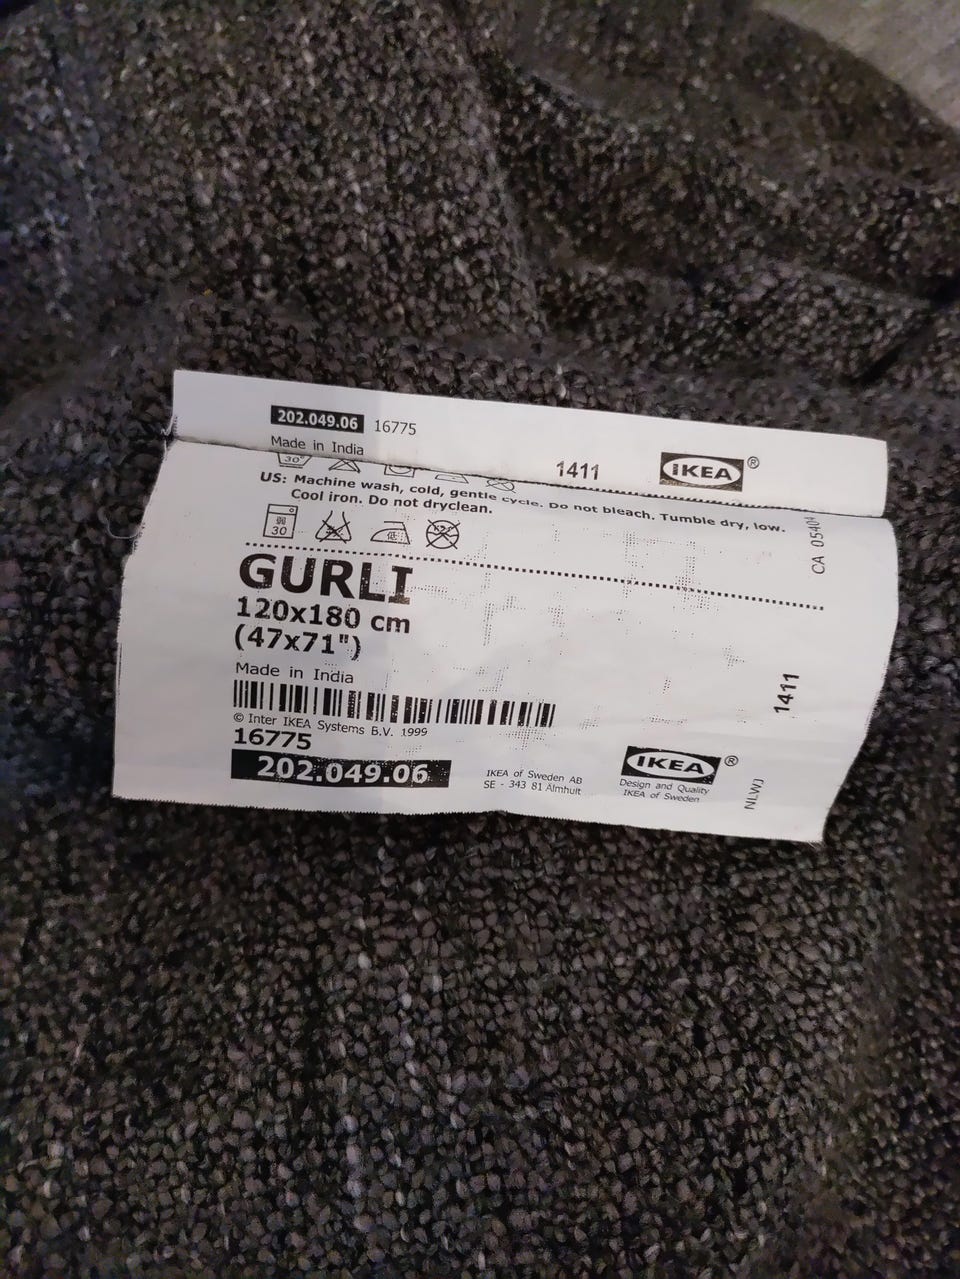 202.049.06 16775
Made in India
1411
IKEA®
30°
US: Machine wash, cold, gentle cycle. Do not bleach. Tumble dry, low.
Cool iron. Do not dryclean.
30
GURLI
120x180 cm
(47x71")
Made in India
© Inter IKEA Systems B.V. 1999
16775
202.049.06
IKEA of Sweden AB
SE - 343 81 Älmhult
IKEA®
Design and Quality
IKEA of Sweden
NLWJ
1411